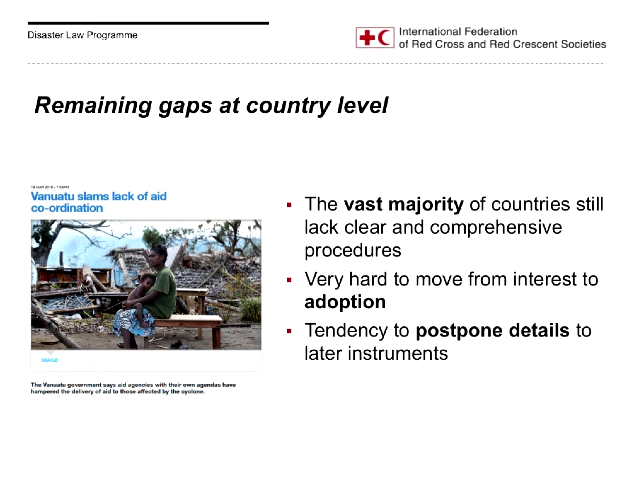 Disaster Law Programme
International Federation
of Red Cross and Red Crescent Societies
Remaining gaps at country level
Vanuatu slams lack of aid
co-ordination
IMAGE
The Vanuatu government says aid agencies with their own agendas have
hampered the delivery of aid to those affected by the cyclone.
The vast majority of countries still
lack clear and comprehensive
procedures
Very hard to move from interest to
adoption
Tendency to postpone details to
later instruments